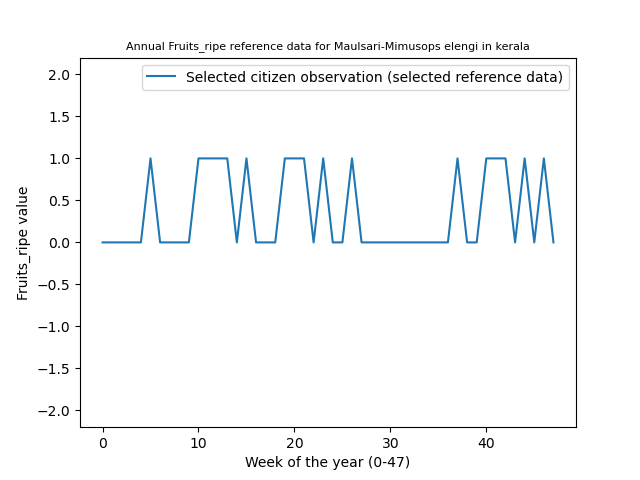 Annual Fruits_ripe reference data for Maulsari-Mimusops elengi in kerala
Selected citizen observation (selected reference data)
2.0
1.5
1.0
0.5
0.0
−0.5
−1.0
−1.5
−2.0
Fruits_ripe value
0 10 20 30 40
Week of the year (0-47)